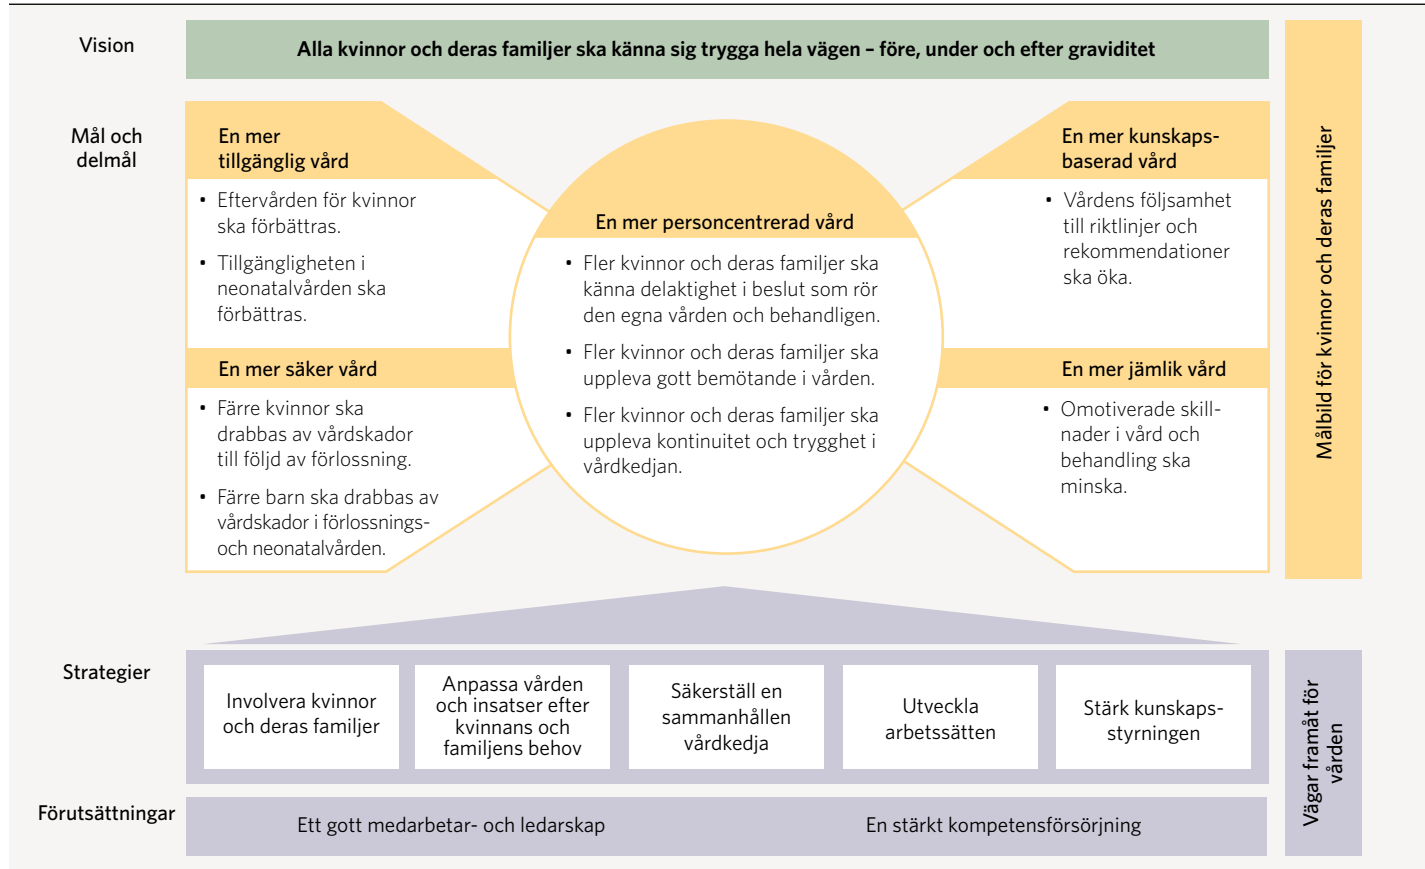 Vision
Alla kvinnor och deras familjer ska känna sig trygga hela vägen – före, under och efter graviditet
Mål och
delmål
En mer
tillgänglig vård
• Eftervården för kvinnor
ska förbättras.
• Tillgängligheten i
neonatalvården ska
förbättras.
En mer säker vård
• Färre kvinnor ska
drabbas av vårdskador
till följd av förlossning.
• Färre barn ska drabbas av
vårdskador i förlossnings-
och neonatalvården.
En mer personcentrerad vård
• Fler kvinnor och deras familjer ska
känna delaktighet i beslut som rör
den egna vården och behandligen.
• Fler kvinnor och deras familjer ska
uppleva gott bemötande i vården.
• Fler kvinnor och deras familjer ska
uppleva kontinuitet och trygghet i
vårdkedjan.
En mer kunskaps-
baserad vård
• Vårdens följsamhet
till riktlinjer och
rekommendationer
ska öka.
En mer jämlik vård
• Omotiverade skill-
nader i vård och
behandling ska
minska.
Målbild för kvinnor och deras familjer
Strategier
Involvera kvinnor
och deras familjer
Anpassa vården
och insatser efter
kvinnans och
familjens behov
Säkerställ en
sammanhållen
vårdkedja
Utveckla
arbetssätten
Stärk kunskaps-
styrningen
Förutsättningar
Ett gott medarbetar- och ledarskap
En stärkt kompetensförsörjning
Vägar framåt för
vården